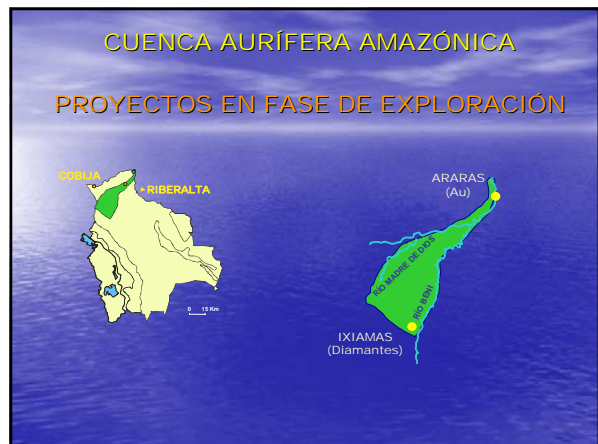 CUENCA AURÍFERA AMAZÓNICA
PROYECTOS EN FASE DE EXPLORACIÓN
COBIJA
RIBERALTA
0 15 Km
ARARAS
(Au)
RÍO MADRE DE DIOS
RÍO BENI
IXIAMAS
(Diamantes)